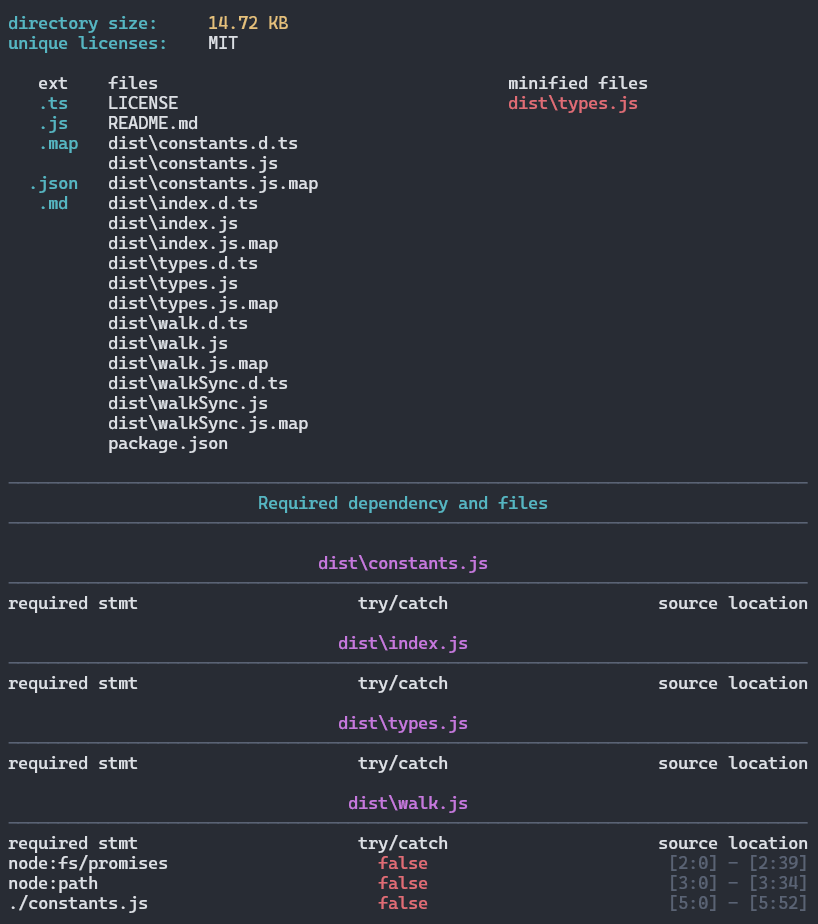 directory size: 14.72 KB
unique licenses: MIT
ext files minified files
.ts LICENSE dist\types.js
.js README.md
.map dist\constants.d.ts
dist\constants.js
.json dist\constants.js.map
.md dist\index.d.ts
dist\index.js
dist\index.js.map
dist\types.d.ts
dist\types.js
dist\types.js.map
dist\walk.d.ts
dist\walk.js
dist\walk.js.map
dist\walkSync.d.ts
dist\walkSync.js
dist\walkSync.js.map
package.json
Required dependency and files
dist\constants.js
required stmt try/catch source location
dist\index.js
required stmt try/catch source location
dist\types.js
required stmt try/catch source location
dist\walk.js
required stmt try/catch source location
node:fs/promises false [2:0] - [2:39]
node:path false [3:0] - [3:34]
./constants.js false [5:0] - [5:52]